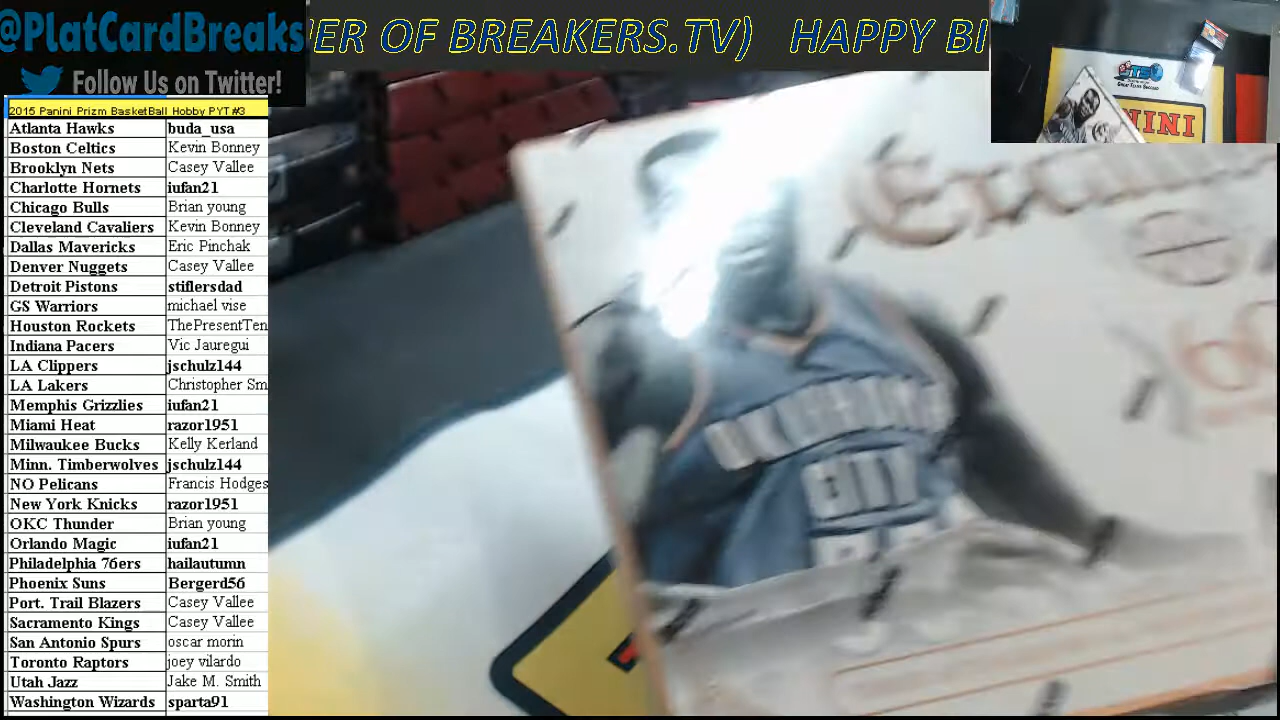 @PlatCardBreaks
Follow Us on Twitter!
ER OF BREAKERS.TV) HAPPY BI
2015 Panini Prizm BasketBall Hobby PYT #3
Atlanta Hawks buda_usa
Boston Celtics Kevin Bonney
Brooklyn Nets Casey Vallee
Charlotte Hornets iufan21
Chicago Bulls Brian young
Cleveland Cavaliers Kevin Bonney
Dallas Mavericks Eric Pinchak
Denver Nuggets Casey Vallee
Detroit Pistons stiflersdad
GS Warriors michael vise
Houston Rockets ThePresentTen
Indiana Pacers Vic Jauregui
LA Clippers jschulz144
LA Lakers Christopher Sm
Memphis Grizzlies iufan21
Miami Heat razor1951
Milwaukee Bucks Kelly Kerland
Minn. Timberwolves jschulz144
NO Pelicans Francis Hodges
New York Knicks razor1951
OKC Thunder Brian young
Orlando Magic iufan21
Philadelphia 76ers hailautumn
Phoenix Suns Bergerd56
Port. Trail Blazers Casey Vallee
Sacramento Kings Casey Vallee
San Antonio Spurs oscar morin
Toronto Raptors joey vilardo
Utah Jazz Jake M. Smith
Washington Wizards sparta91
NINI
CITY